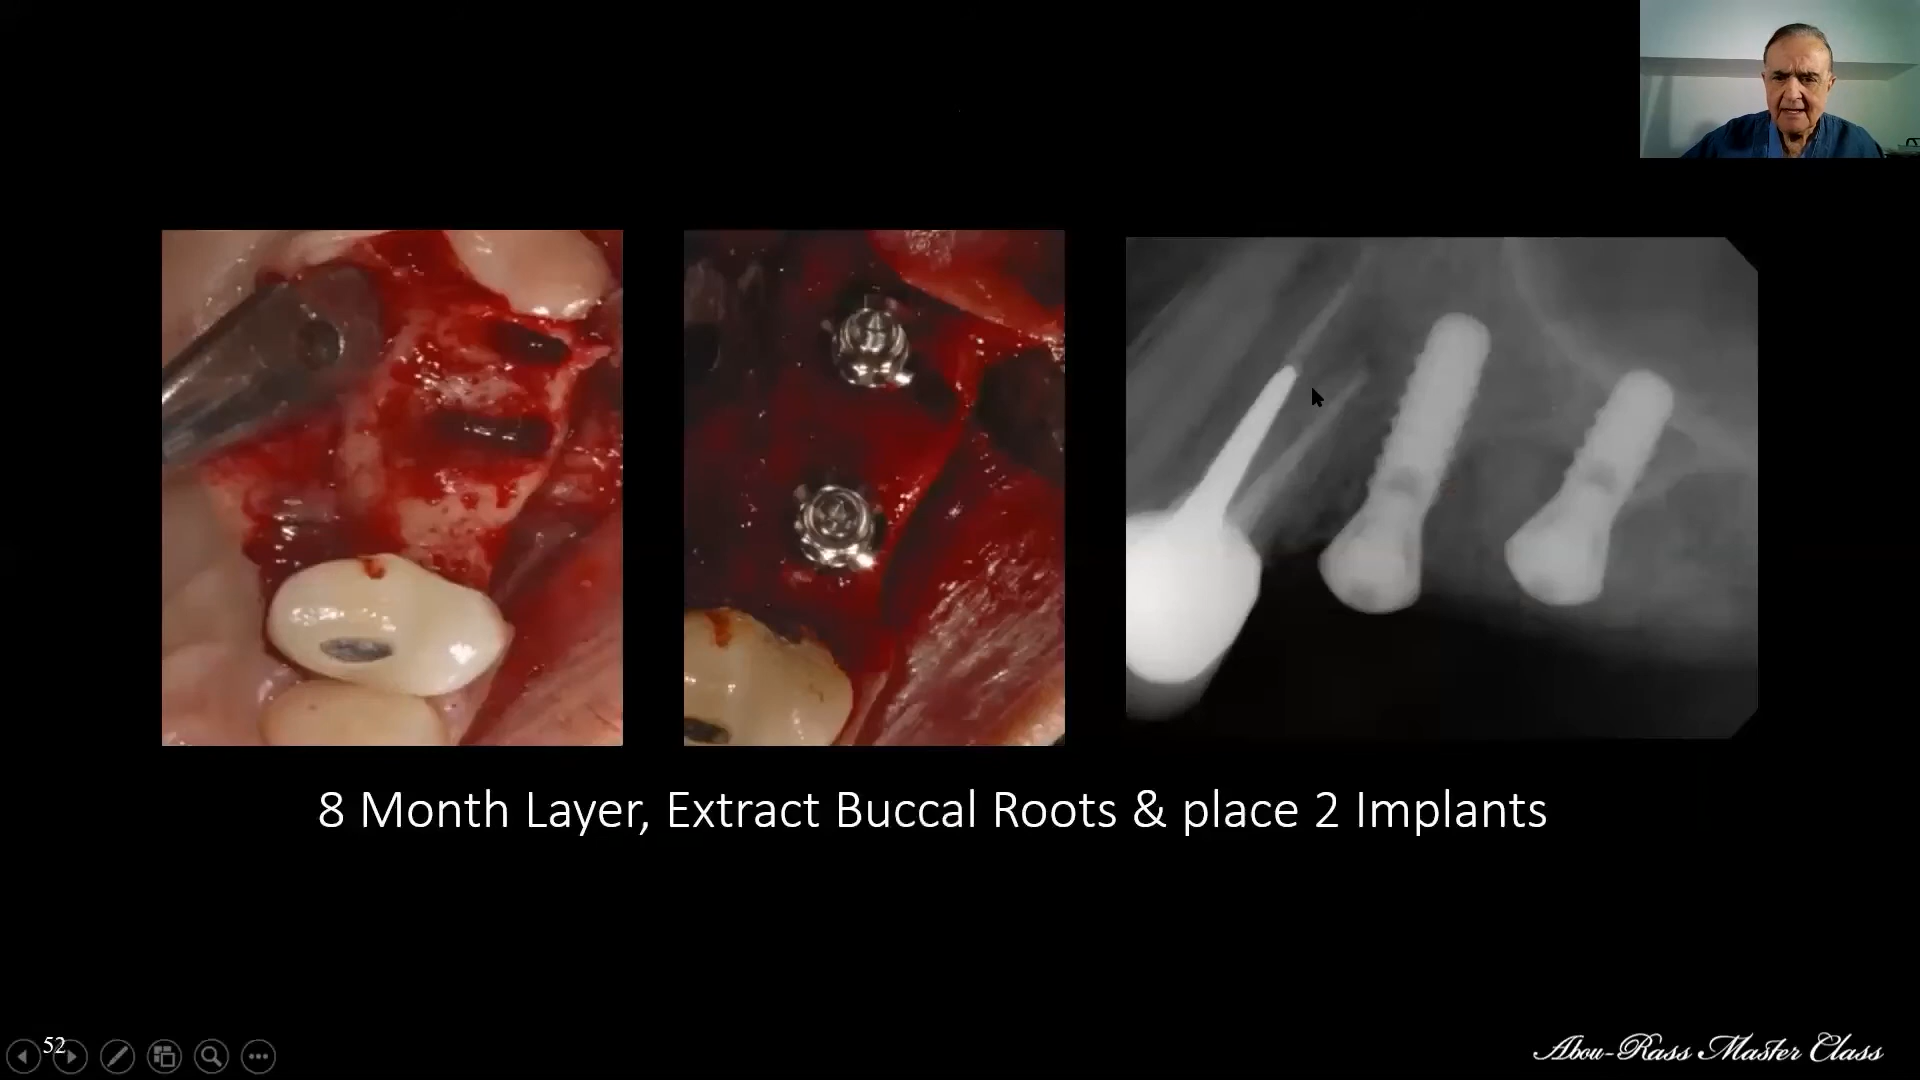 8 Month Layer, Extract Buccal Roots & place 2 Implants
52
Abou-Rass Master Class